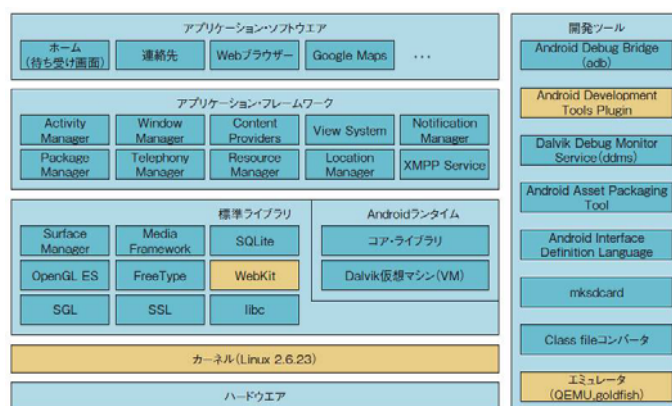 アプリケーション・ソフトウエア
ホーム
(待ち受け画面)
連絡先
Webブラウザー
Google Maps
・・・
アプリケーション・フレームワーク
Activity
Manager
Window
Manager
Content
Providers
View System
Notification
Manager
Package
Manager
Telephony
Manager
Resource
Manager
Location
Manager
XMPP Service
標準ライブラリ
Surface
Manager
Media
Framework
SQLite
OpenGL ES
FreeType
WebKit
SGL
SSL
libc
Androidランタイム
コア・ライブラリ
Dalvik仮想マシン(VM)
カーネル(Linux 2.6.23)
ハードウエア
開発ツール
Android Debug Bridge
(adb)
Android Development
Tools Plugin
Dalvik Debug Monitor
Service(ddms)
Android Asset Packaging
Tool
Android Interface
Definition Language
mksdcard
Class fileコンバータ
エミュレータ
(QEMU,goldfish)